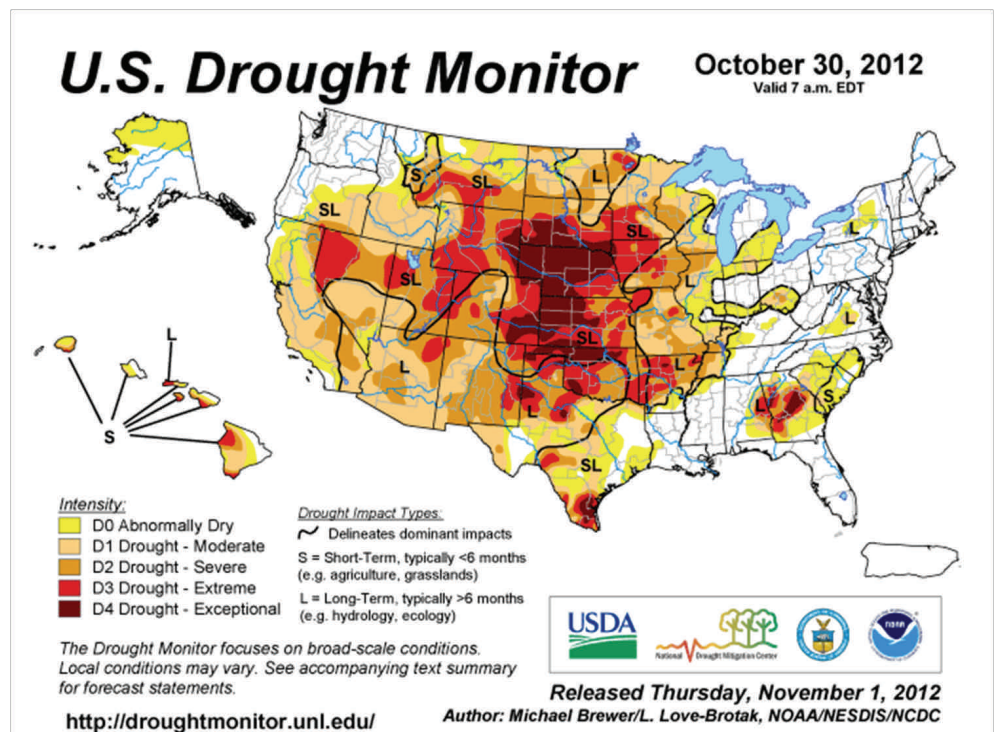 U.S. Drought Monitor
October 30, 2012
Valid 7 a.m. EDT
S
SL
L
SL
SL
L
SL
L
L
SL
L
L
L
S
L
SL
L
S
Intensity:
D0 Abnormally Dry
D1 Drought - Moderate
D2 Drought - Severe
D3 Drought - Extreme
D4 Drought - Exceptional
Drought Impact Types:
Delineates dominant impacts
S = Short-Term, typically <6 months
(e.g. agriculture, grasslands)
L = Long-Term, typically >6 months
(e.g. hydrology, ecology)
USDA
National Drought Mitigation Center
NOAA
The Drought Monitor focuses on broad-scale conditions.
Local conditions may vary. See accompanying text summary
for forecast statements.
http://droughtmonitor.unl.edu/
Released Thursday, November 1, 2012
Author: Michael Brewer/L. Love-Brotak, NOAA/NESDIS/NCDC